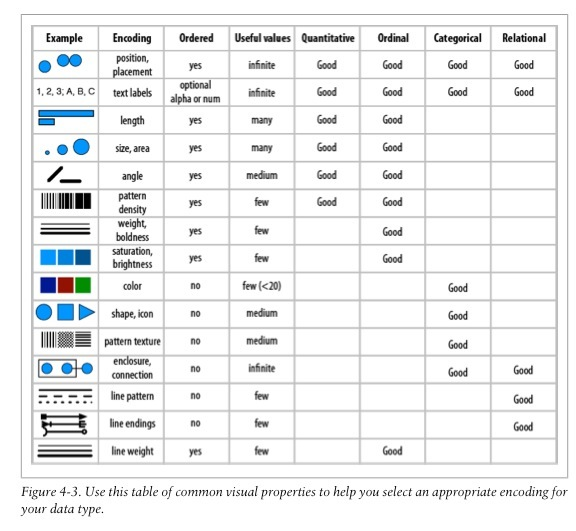 Example Encoding Ordered Useful values Quantitative Ordinal Categorical Relational
position, placement yes infinite Good Good Good Good
1, 2, 3; A, B, C text labels optional alpha or num infinite Good Good Good Good
length yes many Good Good
size, area yes many Good Good
angle yes medium Good Good
pattern density yes few Good Good
weight, boldness yes few Good
saturation, brightness yes few Good
color no few (<20) Good
shape, icon no medium Good
pattern texture no medium Good
enclosure, connection no infinite Good Good
line pattern no few Good
line endings no few Good
line weight yes few Good
Figure 4-3. Use this table of common visual properties to help you select an appropriate encoding for
your data type.